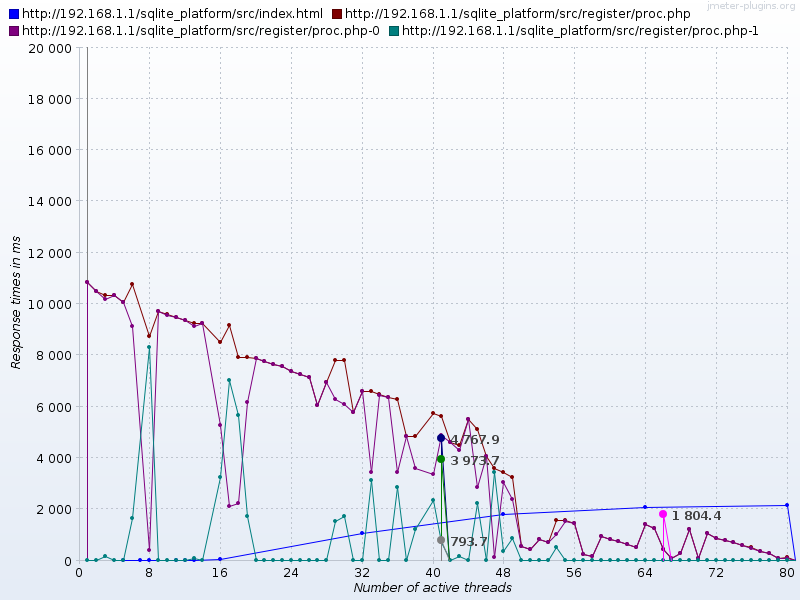 jmeter-plugins.org
http://192.168.1.1/sqlite_platform/src/index.html http://192.168.1.1/sqlite_platform/src/register/proc.php
http://192.168.1.1/sqlite_platform/src/register/proc.php-0 http://192.168.1.1/sqlite_platform/src/register/proc.php-1
20 000
18 000
16 000
14 000
12 000
10 000
8 000
6 000
4 000
2 000
0
Response times in ms
4 767.9
3 973.7
793.7
1 804.4
0 8 16 24 32 40 48 56 64 72 80
Number of active threads